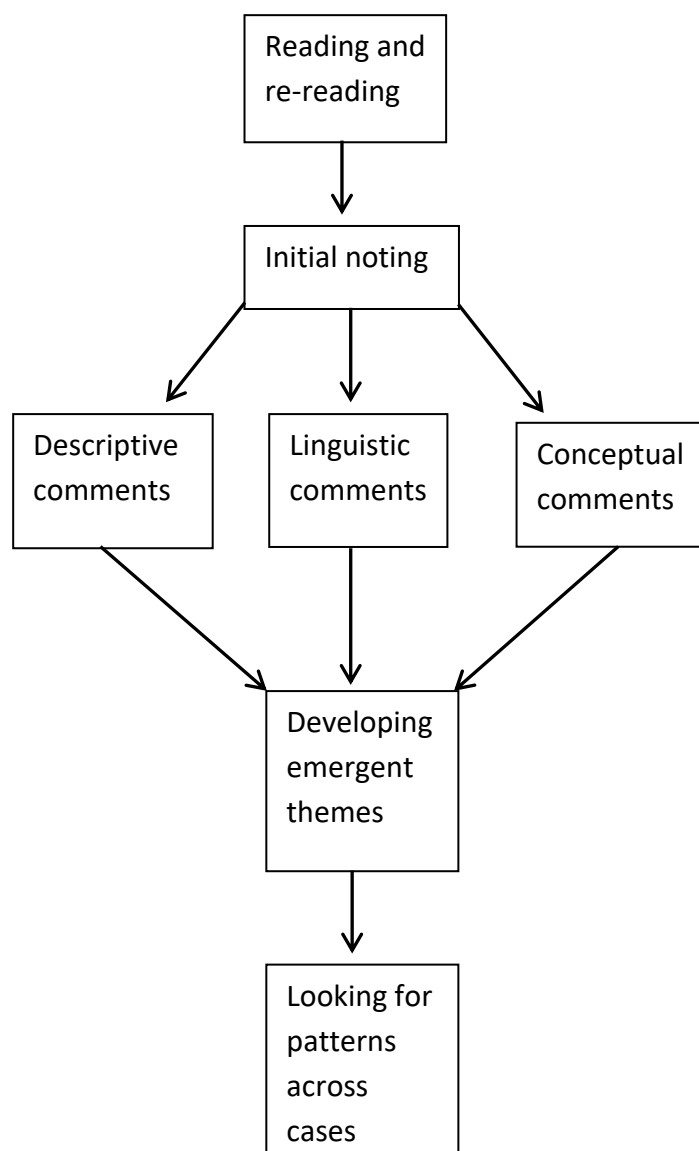 Reading and
re-reading
Initial noting
Descriptive
comments
Linguistic
comments
Conceptual
comments
Developing
emergent
themes
Looking for
patterns
across
cases